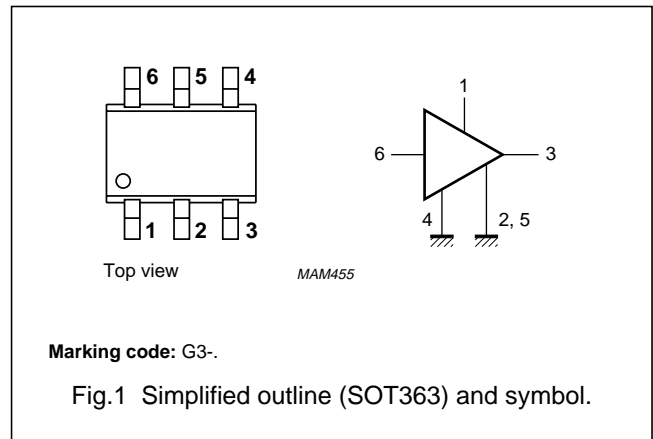 6 5 4
1 2 3
Top view
1
6
3
4
2, 5
MAM455
Marking code: G3-.
Fig.1 Simplified outline (SOT363) and symbol.